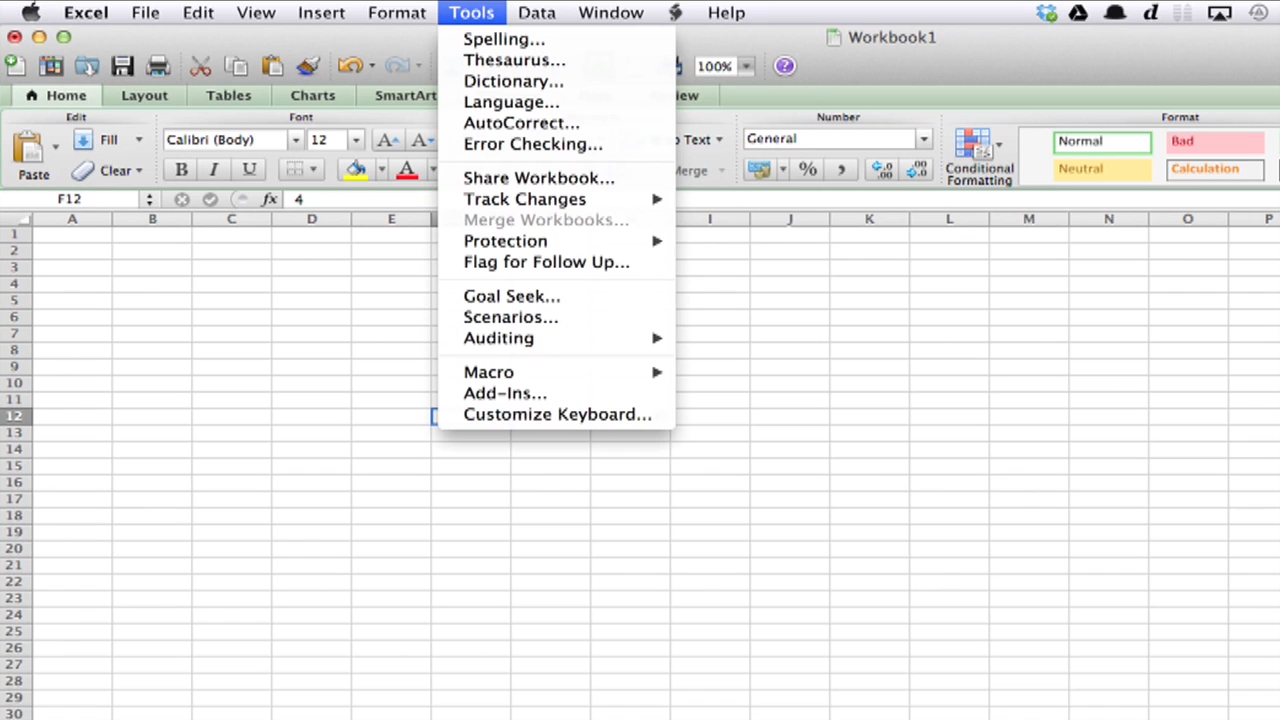 Excel File Edit View Insert Format Tools Data Window Help
Workbook1
100%
Home Layout Tables Charts SmartArt
Edit Font Number Format
Fill Calibri (Body) 12 A A Text General Normal Bad
Paste Clear B I U A Merge % Conditional Formatting Neutral Calculation
F12 fx 4
A B C D E I J K L M N O P
1
2
3
4
5
6
7
8
9
10
11
12
13
14
15
16
17
18
19
20
21
22
23
24
25
26
27
28
29
30
Spelling...
Thesaurus...
Dictionary...
Language...
AutoCorrect...
Error Checking...
Share Workbook...
Track Changes
Merge Workbooks...
Protection
Flag for Follow Up...
Goal Seek...
Scenarios...
Auditing
Macro
Add-Ins...
Customize Keyboard...